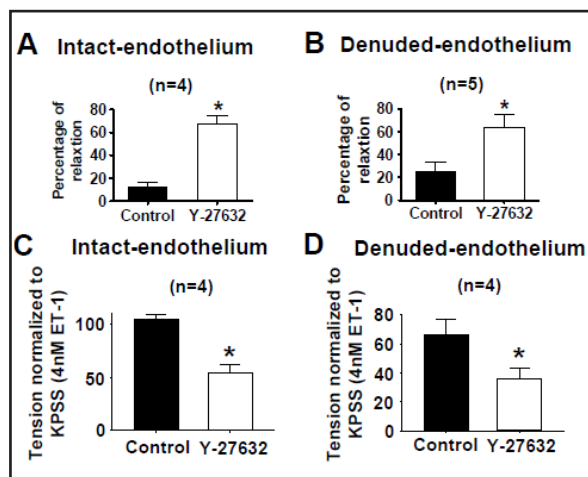 A Intact-endothelium
(n=4)
Percentage of
relaxtion
80
60
40
20
0
*
Control Y-27632
B Denuded-endothelium
(n=5)
Percentage of
relaxation
80
60
40
20
0
*
Control Y-27632
C Intact-endothelium
(n=4)
Tension normalized to
KPSS (4nM ET-1)
100
50
0
*
Control Y-27632
D Denuded-endothelium
(n=4)
Tension normalized to
KPSS (4nM ET-1)
80
60
40
20
0
*
Control Y-27632